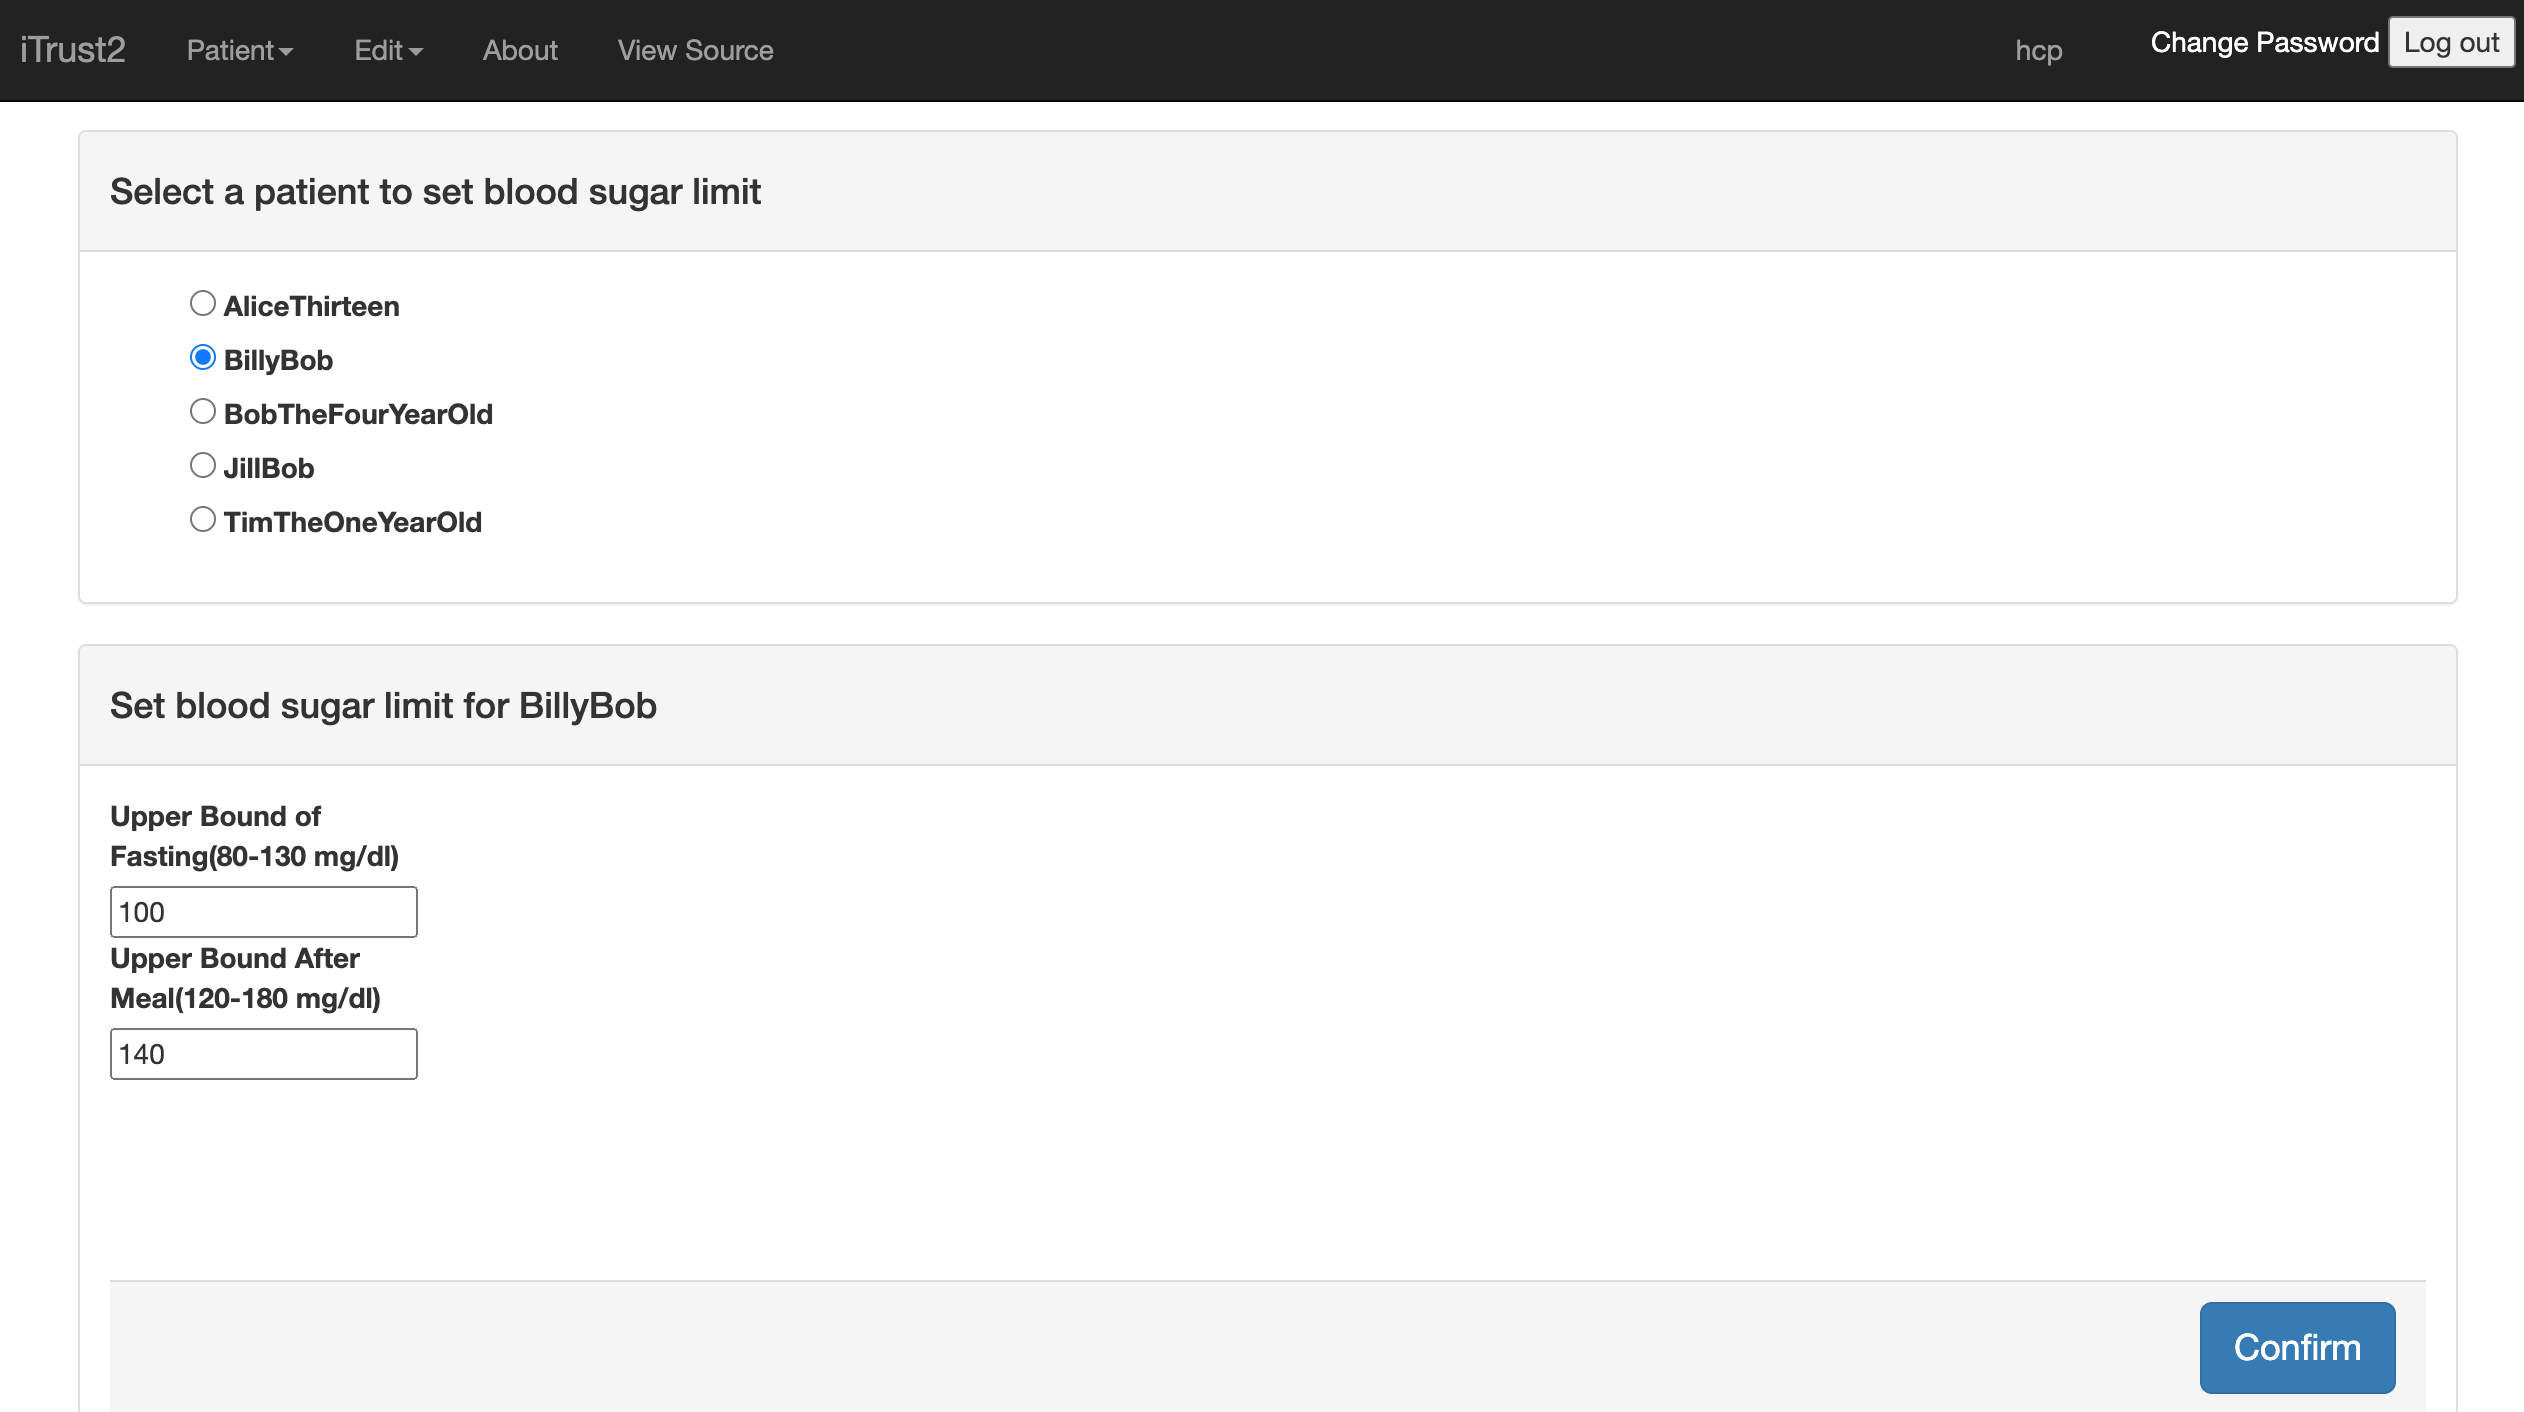 iTrust2 Patient Edit About View Source hcp Change Password Log out
Select a patient to set blood sugar limit
AliceThirteen
BillyBob
BobTheFourYearOld
JillBob
TimTheOneYearOld
Set blood sugar limit for BillyBob
Upper Bound of
Fasting(80-130 mg/dl)
100
Upper Bound After
Meal(120-180 mg/dl)
140
Confirm